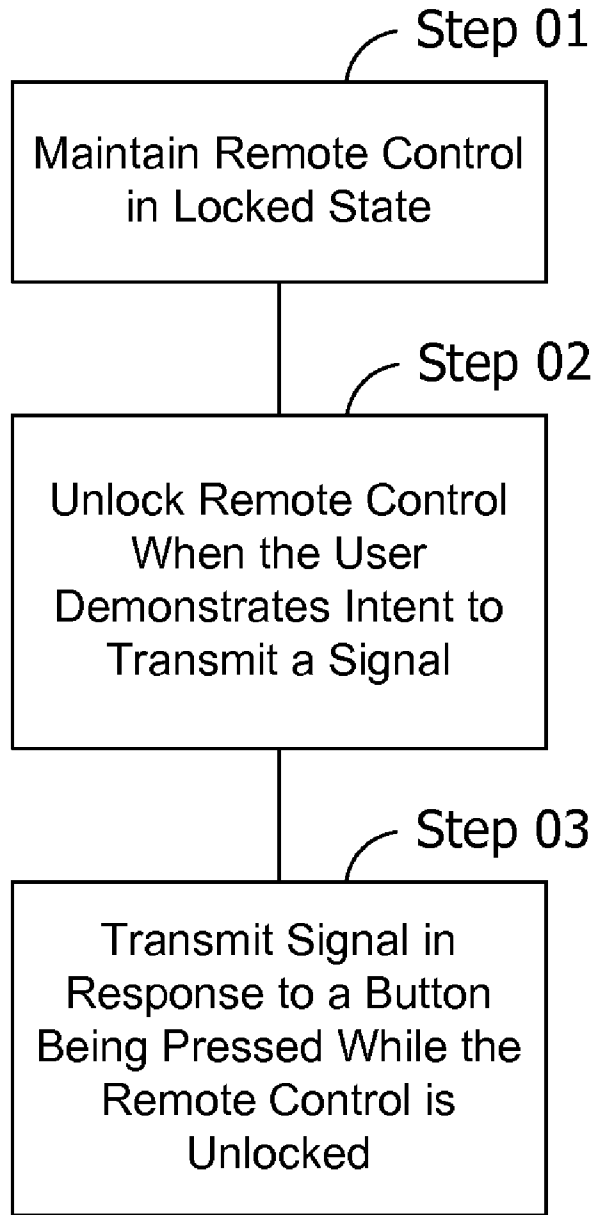 Step 01
Maintain Remote Control
in Locked State
Step 02
Unlock Remote Control
When the User
Demonstrates Intent to
Transmit a Signal
Step 03
Transmit Signal in
Response to a Button
Being Pressed While the
Remote Control is
Unlocked